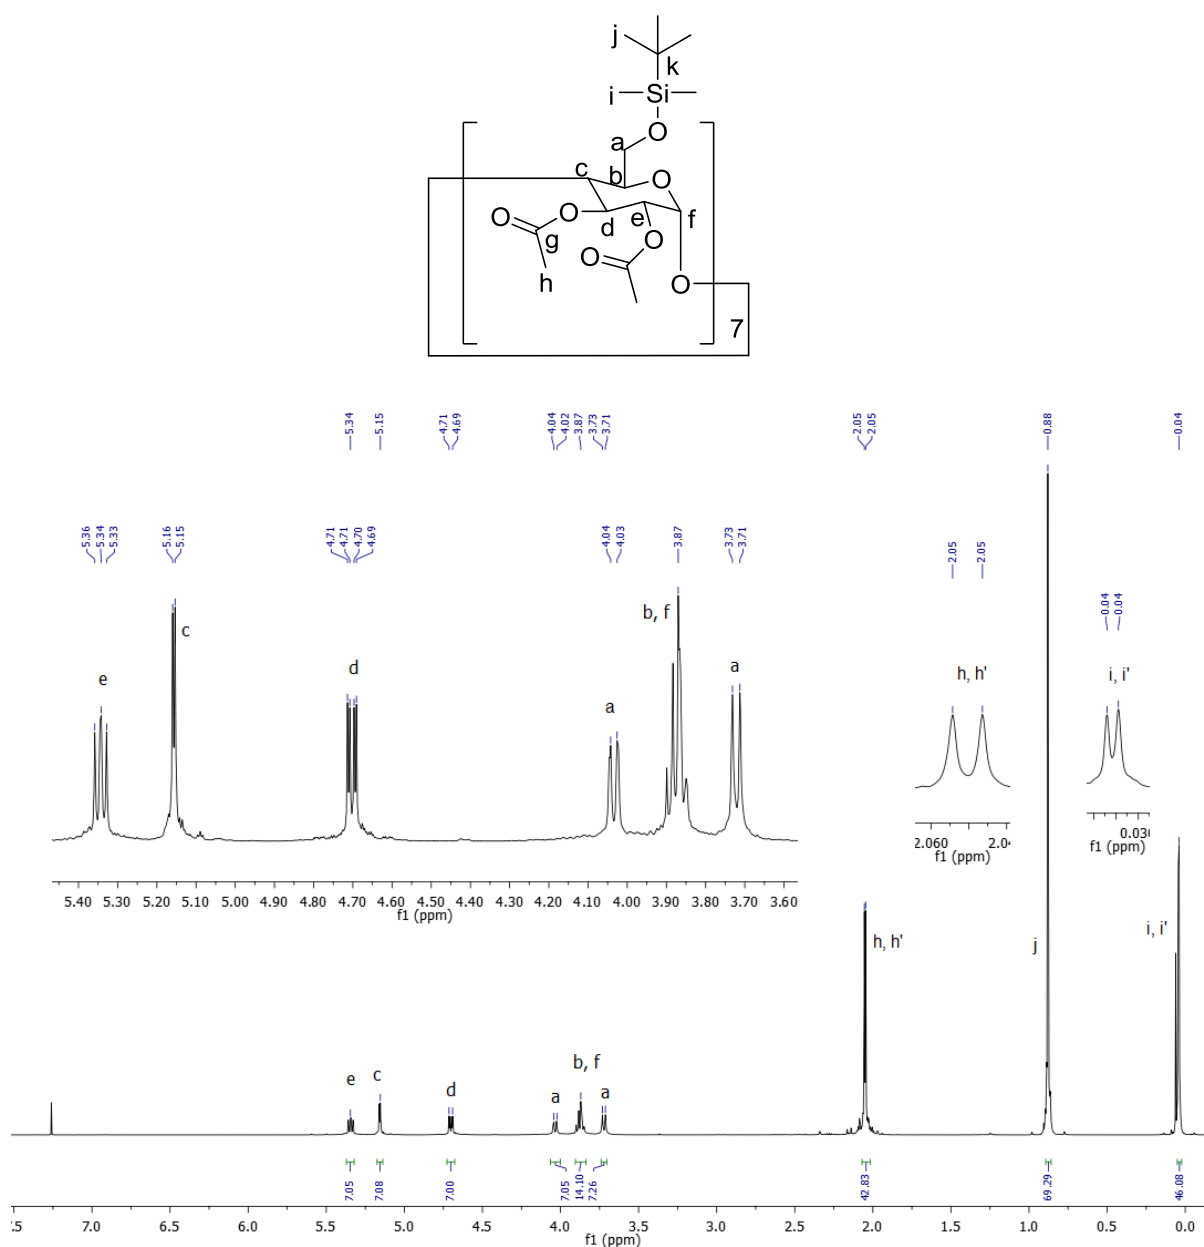 j
k
i
Si
O
a
c
b
O
O
O
d
e
f
g
O
O
h
O
7
5.34
5.15
4.71
4.69
4.04
4.02
3.87
3.73
3.71
2.05
2.05
0.88
0.04
5.36
5.34
5.33
5.16
5.15
4.71
4.71
4.70
4.69
4.04
4.03
3.87
3.73
3.71
2.05
2.05
0.04
0.04
e
c
d
a
b, f
a
h, h'
i, i'
5.40 5.30 5.20 5.10 5.00 4.90 4.80 4.70 4.60 4.50 4.40 4.30 4.20 4.10 4.00 3.90 3.80 3.70 3.60
f1 (ppm)
2.060
f1 (ppm)
f1 (ppm)
h, h'
j
i, i'
e
c
d
a
b, f
a
7.05
7.08
7.00
7.05
14.10
7.26
42.83
69.29
46.08
7.0 6.5 6.0 5.5 5.0 4.5 4.0 3.5 3.0 2.5 2.0 1.5 1.0 0.5 0.0
f1 (ppm)